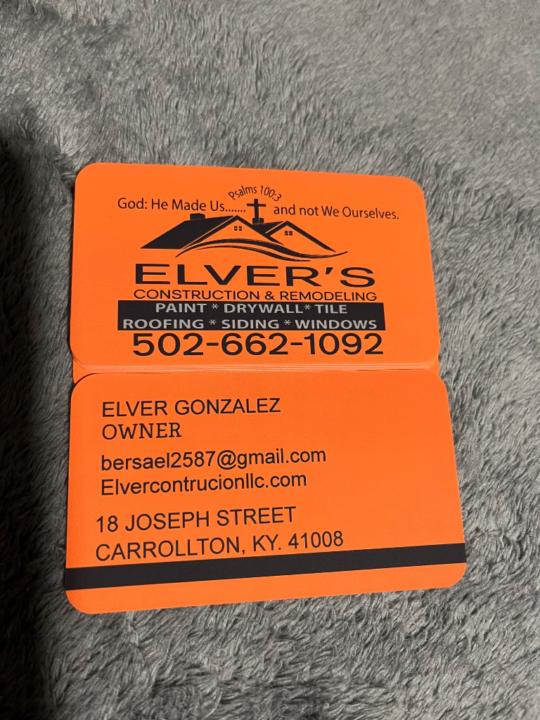 Psalms 100:3
God: He Made Us....... and not We Ourselves.
ELVER'S
CONSTRUCTION & REMODELING
PAINT * DRYWALL * TILE
ROOFING * SIDING * WINDOWS
502-662-1092
ELVER GONZALEZ
OWNER
bersael2587@gmail.com
Elvercontrucionllc.com
18 JOSEPH STREET
CARROLLTON, KY. 41008